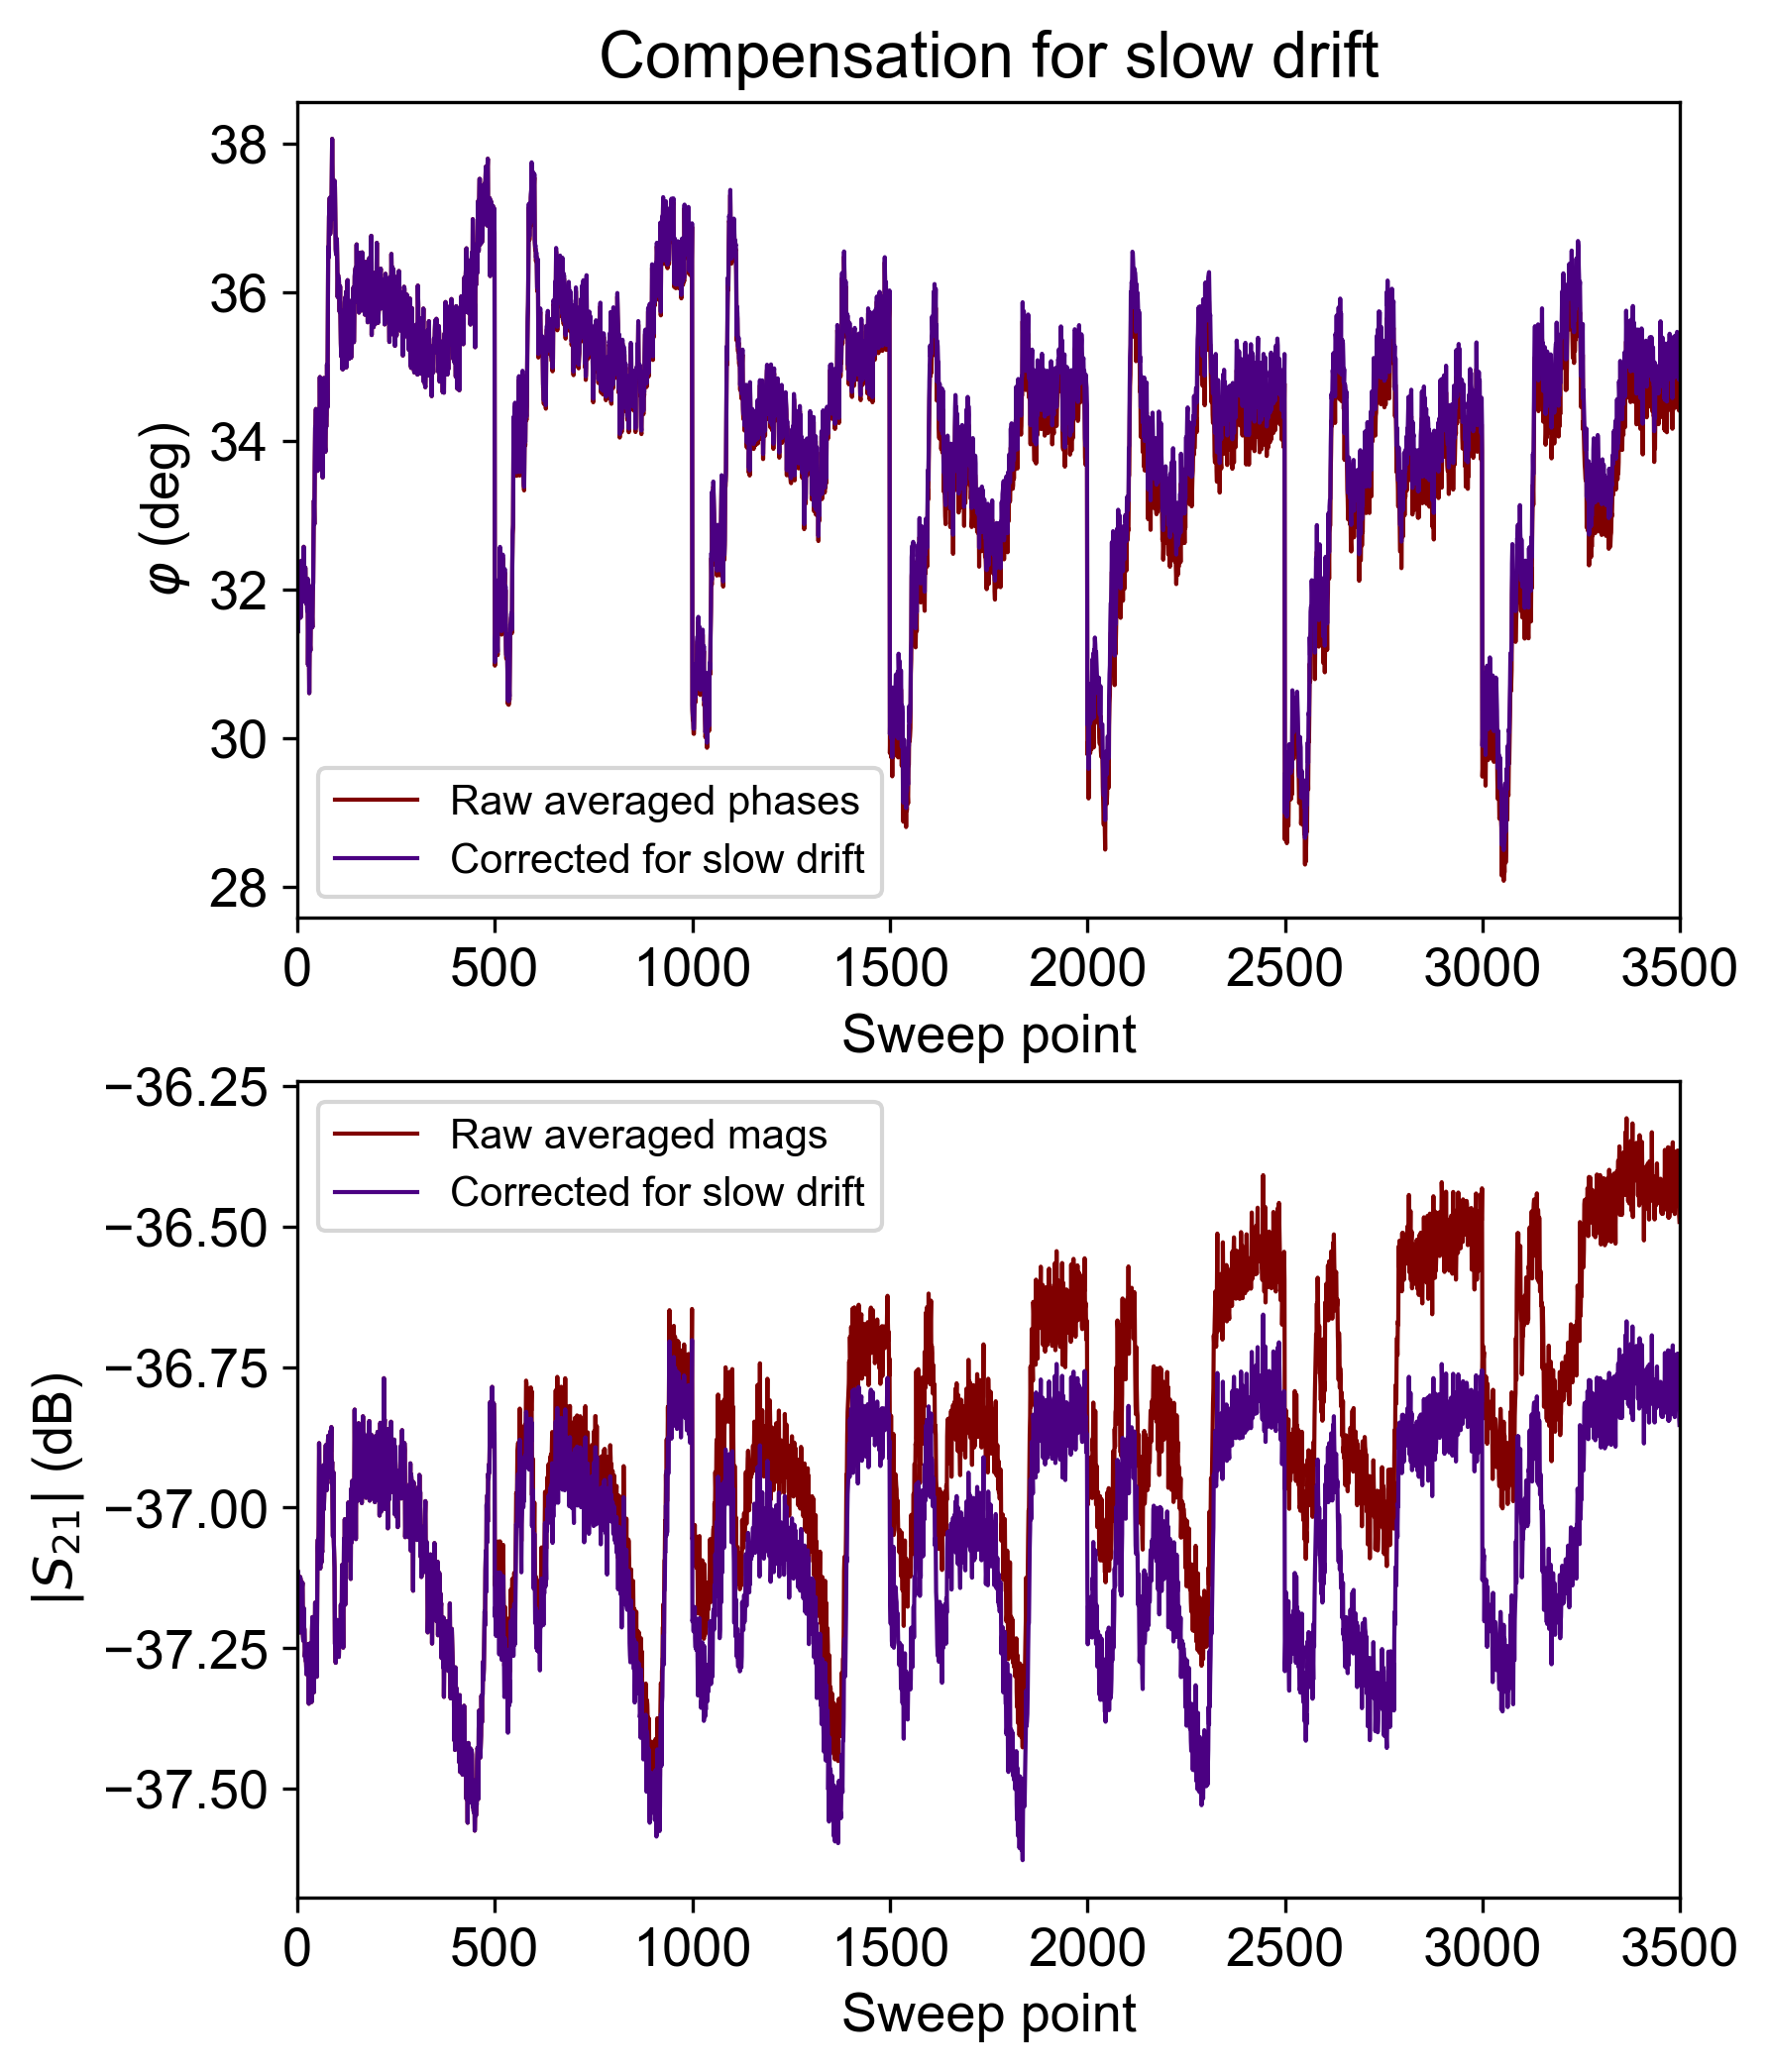 Compensation for slow drift
38
36
34
32
30
28
φ (deg)
Raw averaged phases
Corrected for slow drift
0 500 1000 1500 2000 2500 3000 3500
Sweep point
−36.25
−36.50
−36.75
−37.00
−37.25
−37.50
|S₂₁| (dB)
Raw averaged mags
Corrected for slow drift
0 500 1000 1500 2000 2500 3000 3500
Sweep point